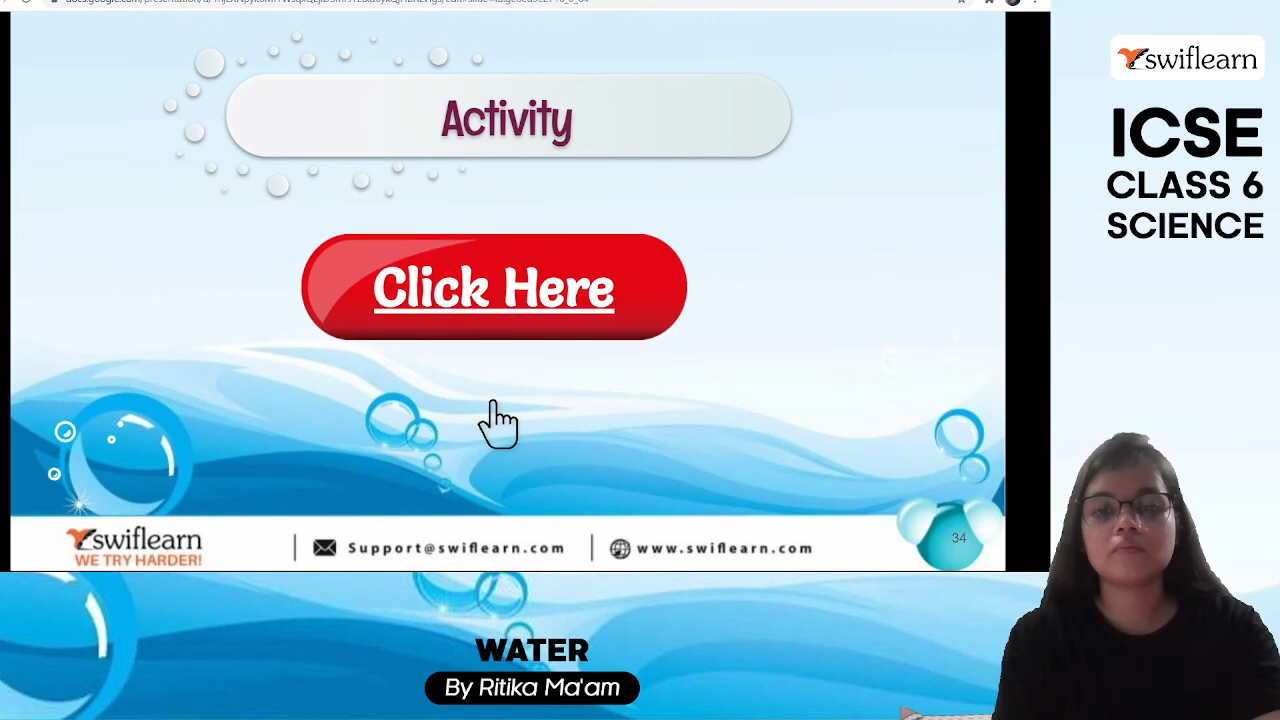 Activity
Click Here
34
swiflearn
WE TRY HARDER!
Support@swiflearn.com
www.swiflearn.com
swiflearn
ICSE
CLASS 6
SCIENCE
WATER
By Ritika Ma'am